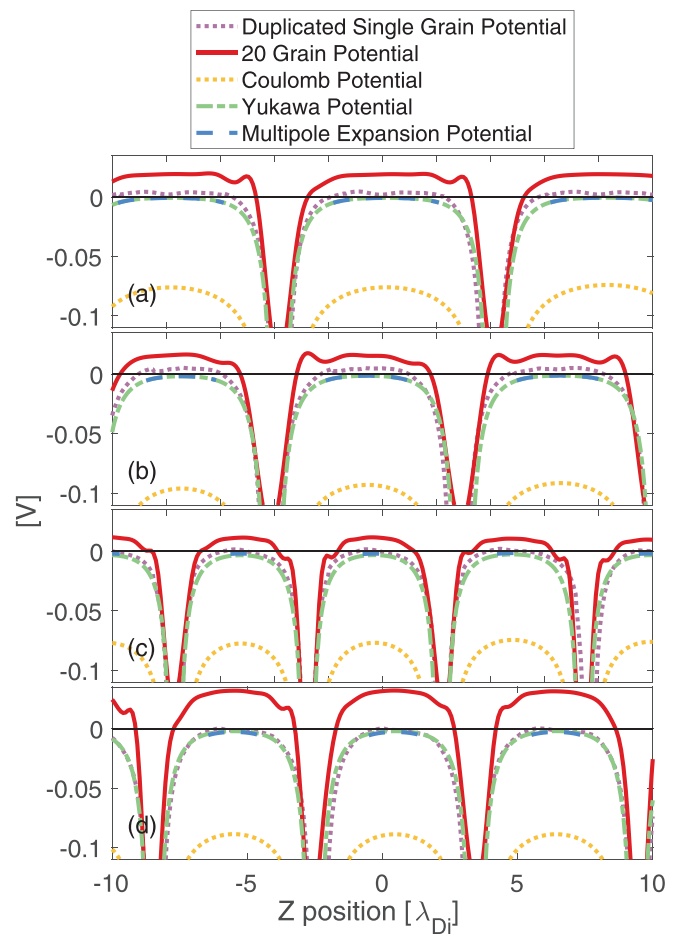 Duplicated Single Grain Potential
20 Grain Potential
Coulomb Potential
Yukawa Potential
Multipole Expansion Potential
0
-0.05
-0.1
(a)
0
-0.05
-0.1
(b)
[V]
0
-0.05
-0.1
(c)
0
-0.05
-0.1
(d)
-10 -5 0 5 10
Z position [ λDi]